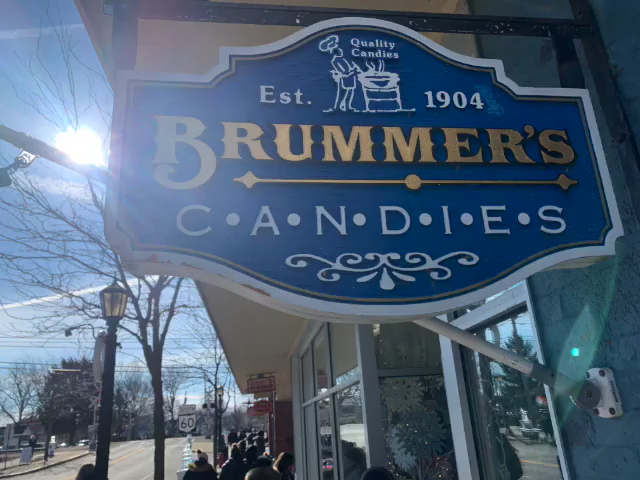 Quality
Candies
Est. 1904
BRUMMER'S
C•A•N•D•I•E•S
60